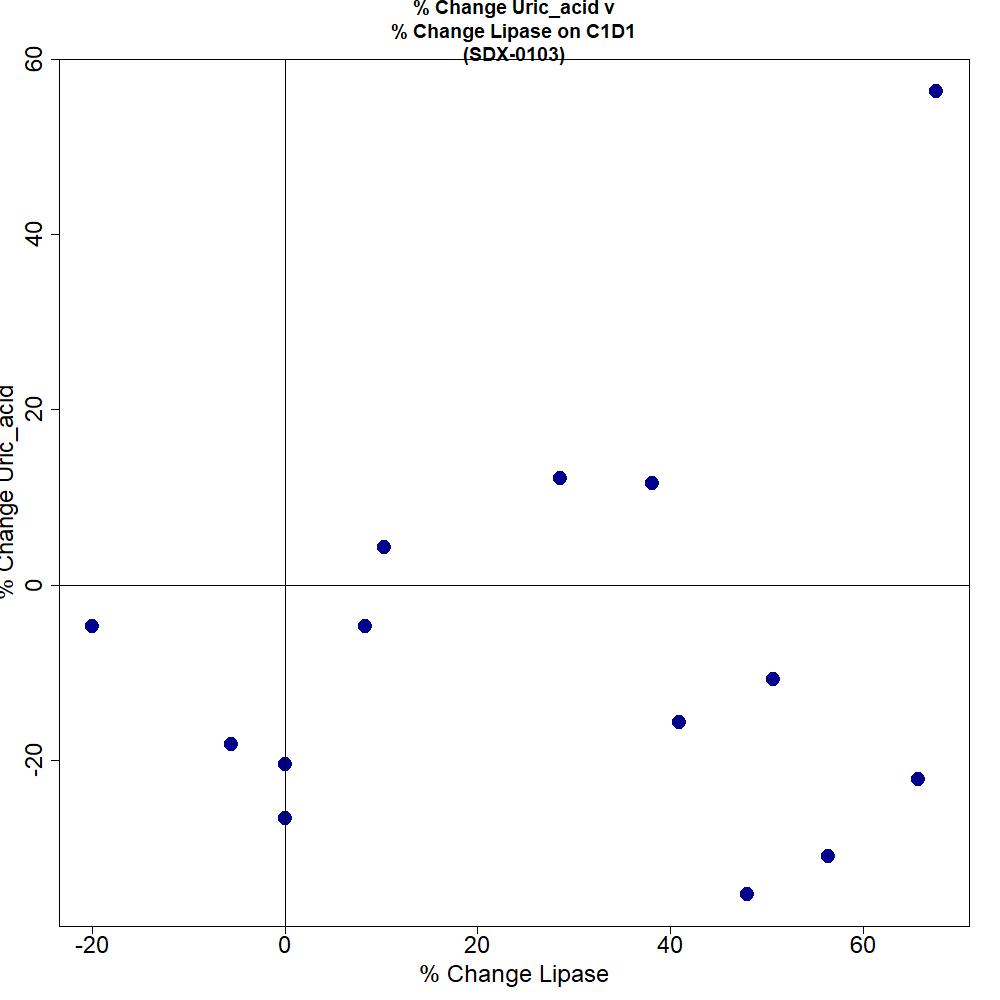 % Change Uric_acid v
% Change Lipase on C1D1
(SDX-0103)
60
40
20
0
-20
% Change Uric_acid
-20 0 20 40 60
% Change Lipase